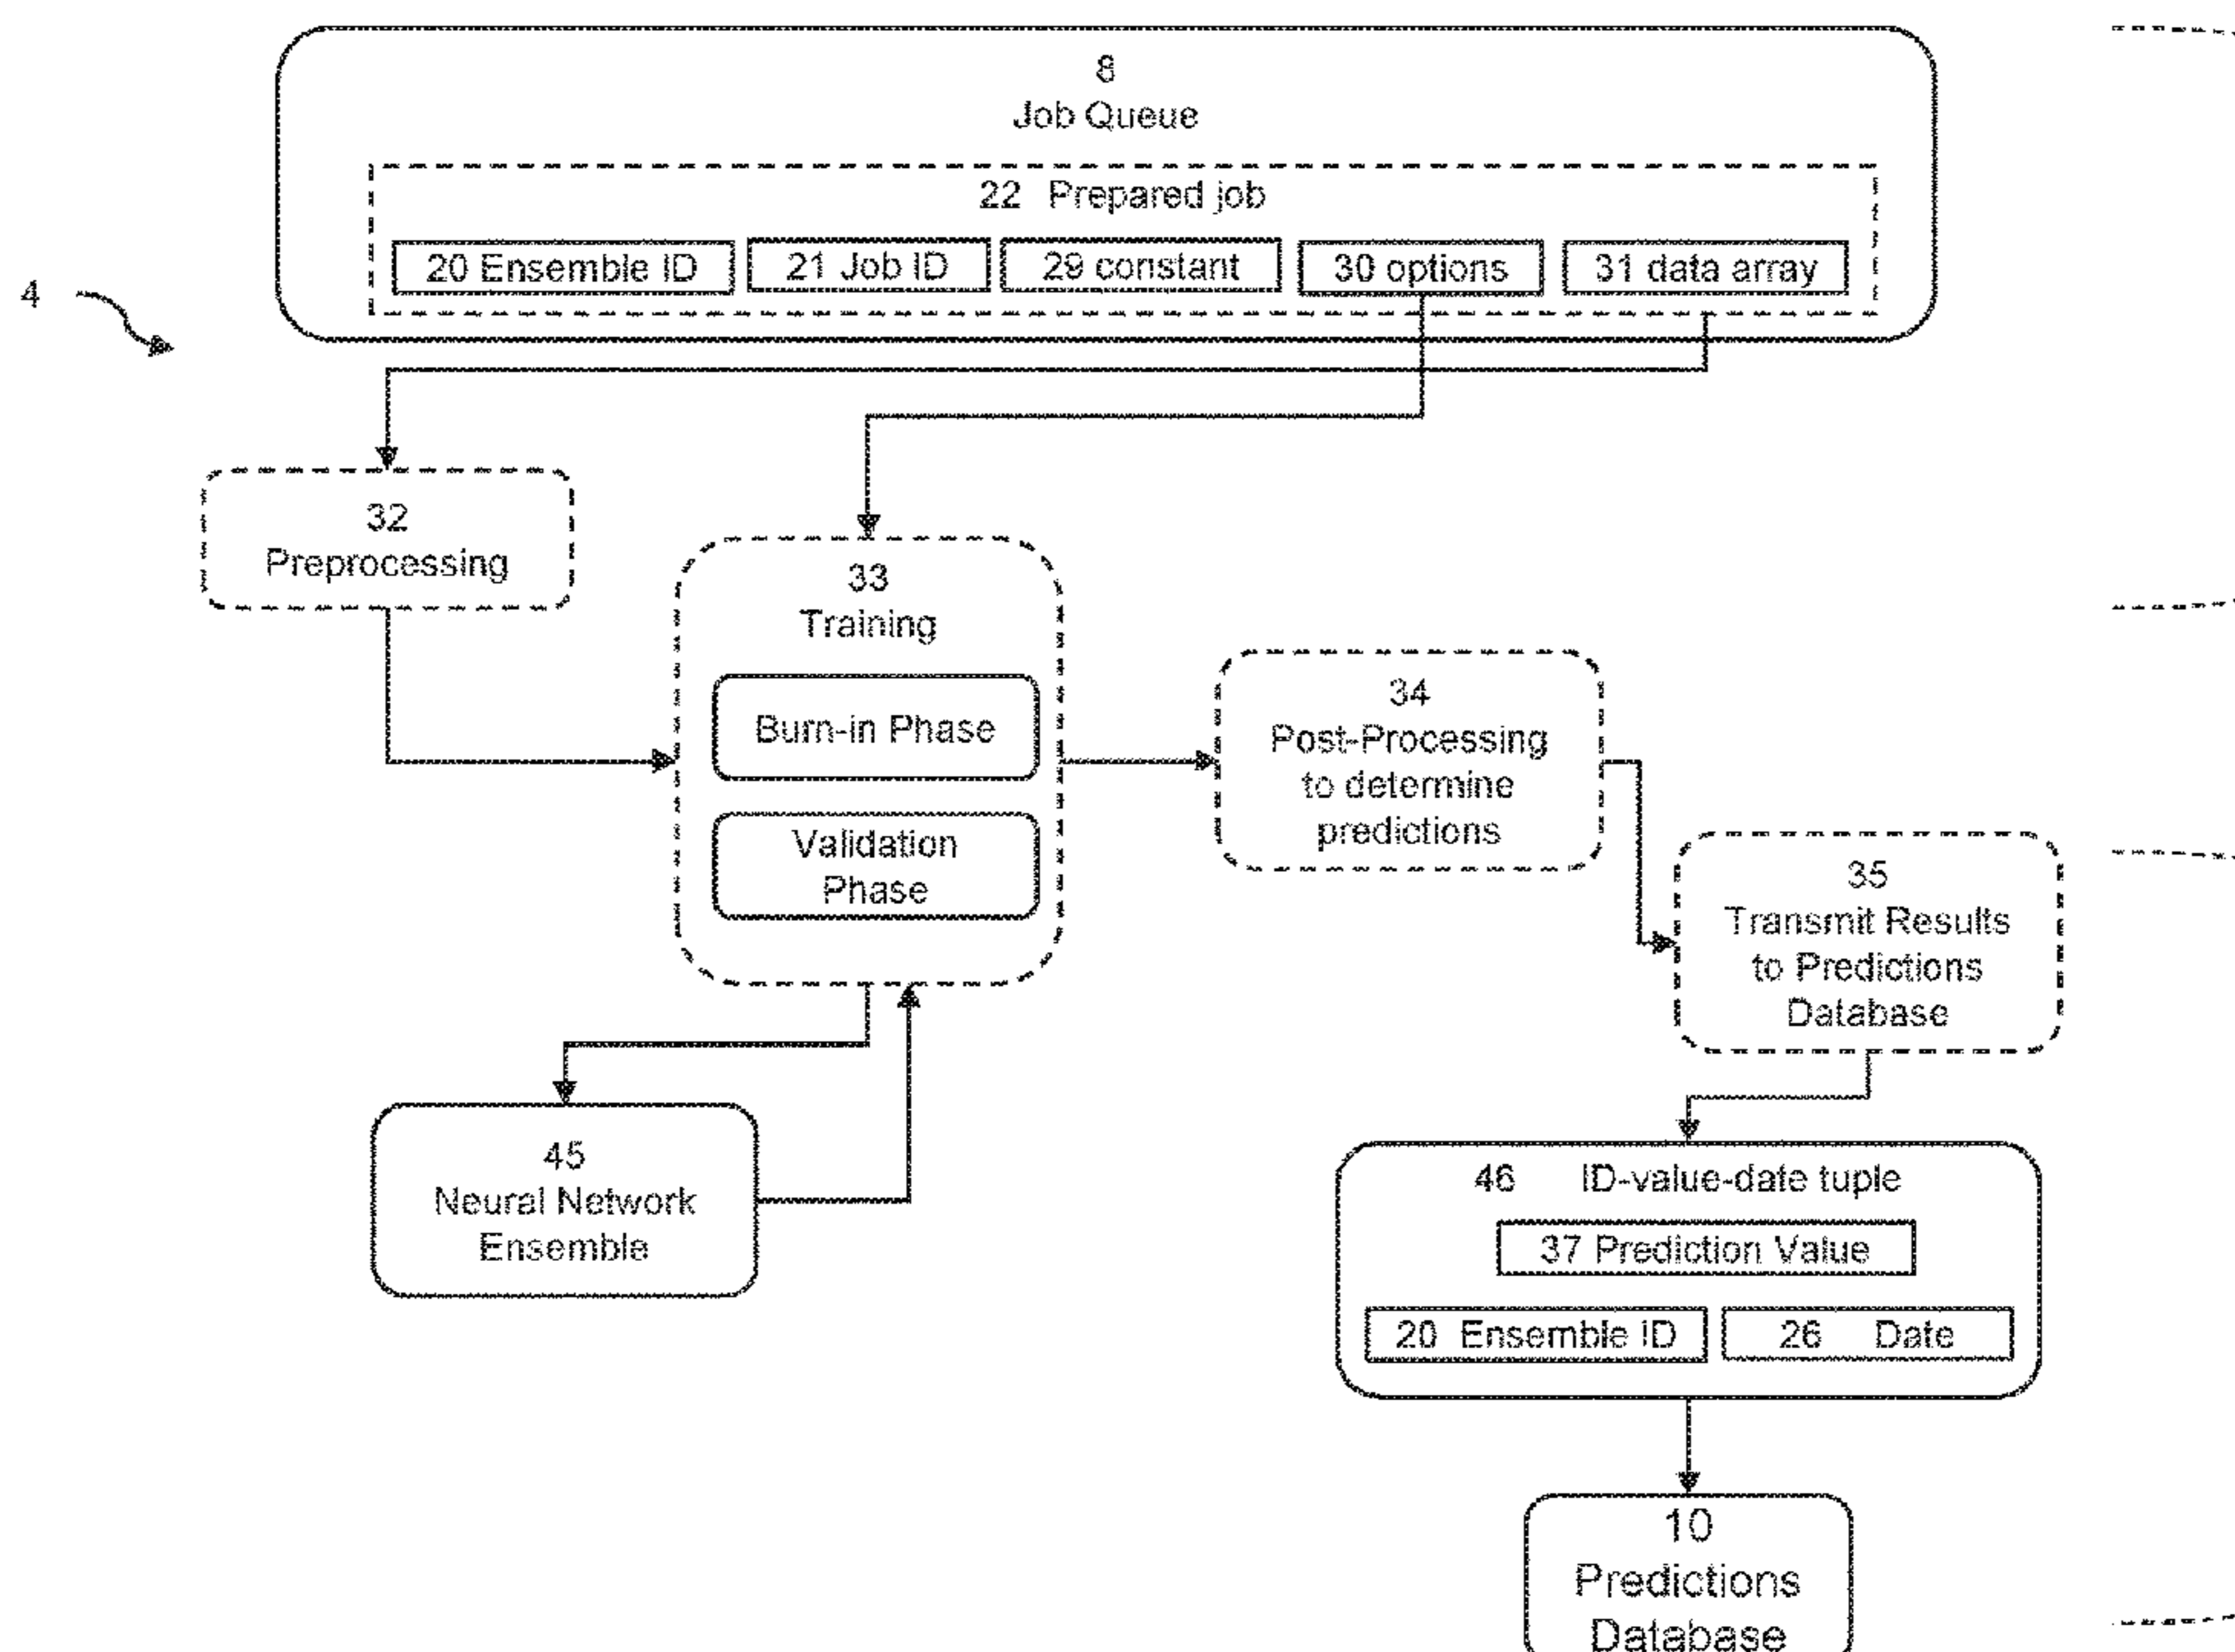 8
Job Queue
22 Prepared job
20 Ensemble ID
21 Job ID
29 constant
30 options
31 data array
4
32
Preprocessing
33
Training
Burn-in Phase
Validation
Phase
34
Post-Processing
to determine
predictions
35
Transmit Results
to Predictions
Database
45
Neural Network
Ensemble
46 ID-value-date tuple
37 Prediction Value
20 Ensemble ID
26 Date
10
Predictions
Database